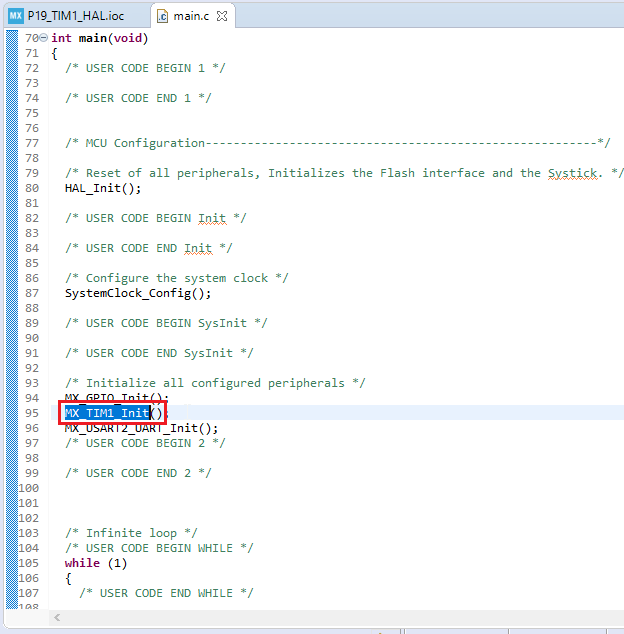 MX P19_TIM1_HAL.ioc main.c
70 int main(void)
71 {
72 /* USER CODE BEGIN 1 */
73
74 /* USER CODE END 1 */
75
76
77 /* MCU Configuration--------------------------------------------------------*/
78
79 /* Reset of all peripherals, Initializes the Flash interface and the Systick. */
80 HAL_Init();
81
82 /* USER CODE BEGIN Init */
83
84 /* USER CODE END Init */
85
86 /* Configure the system clock */
87 SystemClock_Config();
88
89 /* USER CODE BEGIN SysInit */
90
91 /* USER CODE END SysInit */
92
93 /* Initialize all configured peripherals */
94 MX_GPIO_Init();
95 MX_TIM1_Init();
96 MX_USART2_UART_Init();
97 /* USER CODE BEGIN 2 */
98
99 /* USER CODE END 2 */
100
101
102
103 /* Infinite loop */
104 /* USER CODE BEGIN WHILE */
105 while (1)
106 {
107 /* USER CODE END WHILE */
108